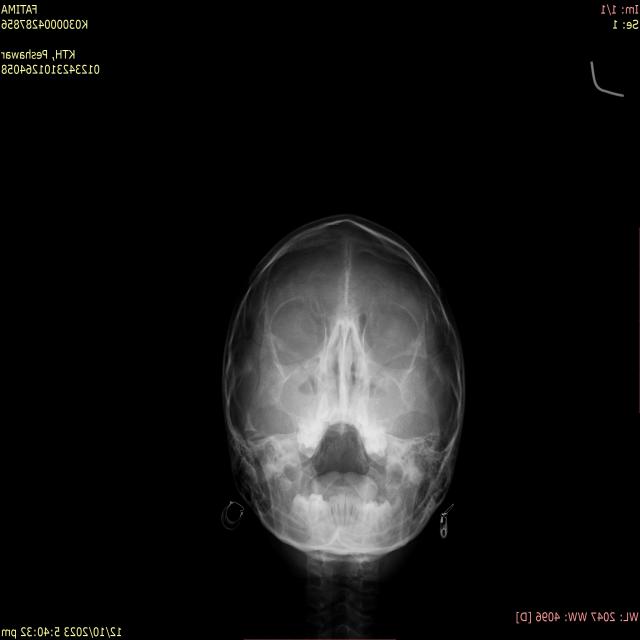 FATIMA
K0300004287856
KTH, Peshawar
0123423101264058
Im: 1/1
Se: 1
12/10/2023 5:40:32 pm
WL: 2047 WW: 4096 [D]